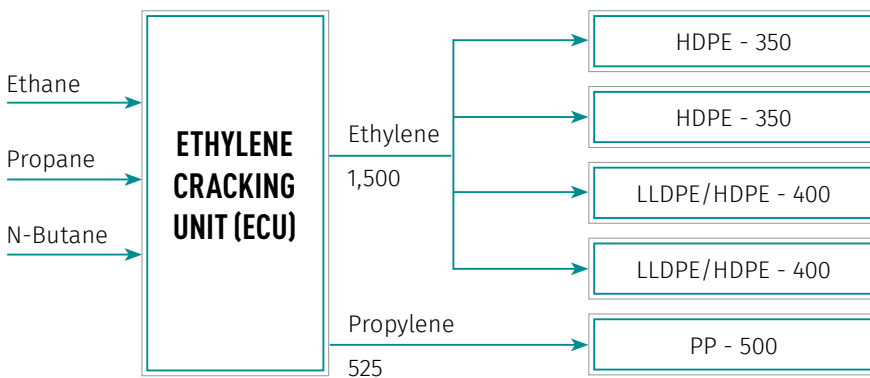 Ethane
Propane
N-Butane
ETHYLENE
CRACKING
UNIT (ECU)
Ethylene
1,500
Propylene
525
HDPE - 350
HDPE - 350
LLDPE/HDPE - 400
LLDPE/HDPE - 400
PP - 500